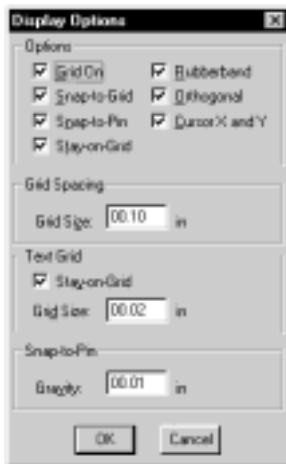 Display Options
Options
Grid On
Rubberband
Snap-to-Grid
Orthogonal
Snap-to-Pin
Cursor X and Y
Stay-on-Grid
Grid Spacing
Grid Size: 00.10 in
Text Grid
Stay-on-Grid
Grid Size: 00.02 in
Snap-to-Pin
Gravity: 00.01 in
OK Cancel